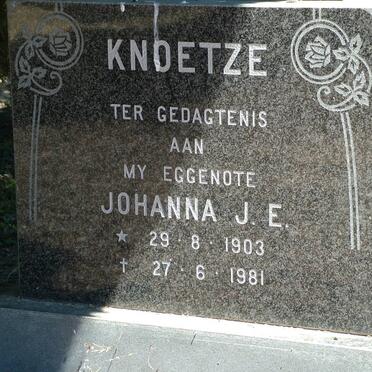 KNOETZE
TER GEDAGTENIS
AAN
MY EGGENOTE
JOHANNA J. E.
★ 29 · 8 · 1903
† 27 · 6 · 1981